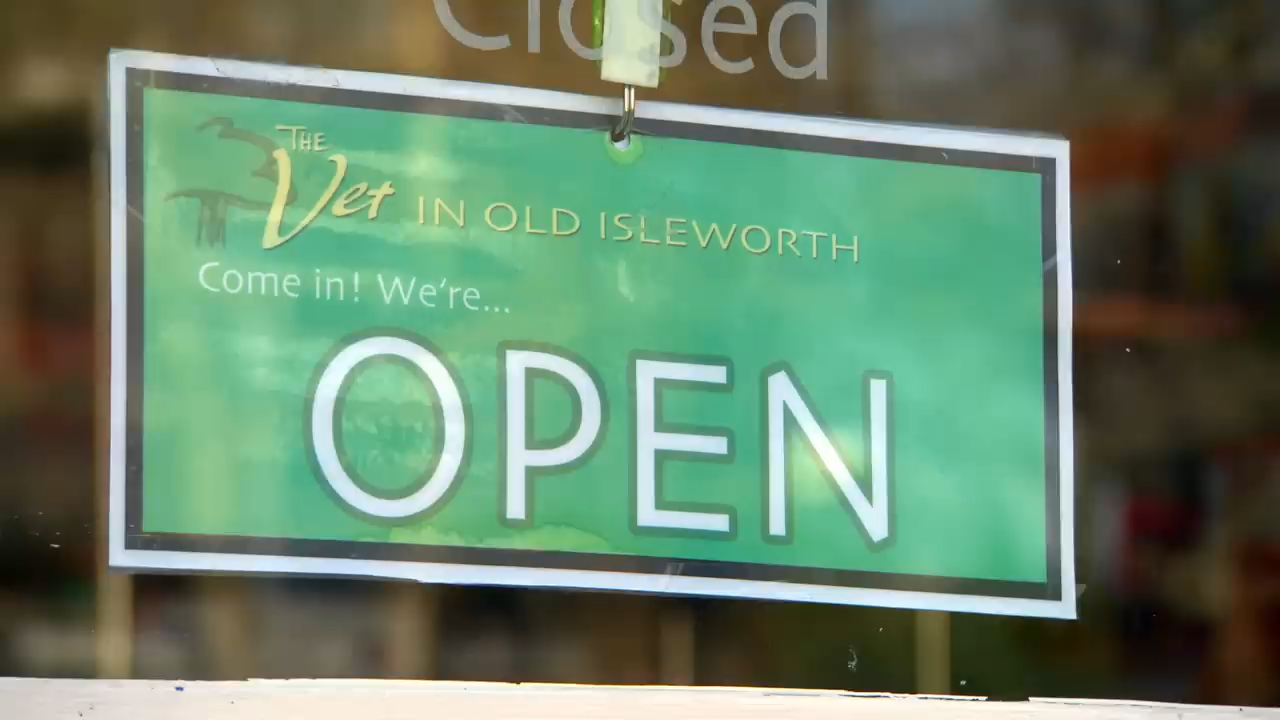 Closed
THE
Vet IN OLD ISLEWORTH
Come in! We're...
OPEN